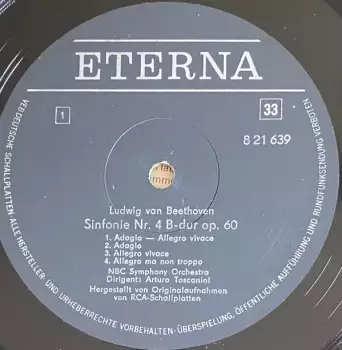 ETERNA
1
33
8 21 639
Ludwig van Beethoven
Sinfonie Nr. 4 B-dur op. 60
1. Adagio — Allegro vivace
2. Adagio
3. Allegro vivace
4. Allegro ma non troppo
NBC Symphony Orchestra
Dirigent: Arturo Toscanini
Hergestellt von Originalaufnahmen
von RCA-Schallplatten
VEB DEUTSCHE SCHALLPLATTEN · ALLE HERSTELLER- UND URHEBERRECHTE VORBEHALTEN · ÜBERSPIELUNG, ÖFFENTLICHE AUFFÜHRUNG UND RUNDFUNKSENDUNG VERBOTEN